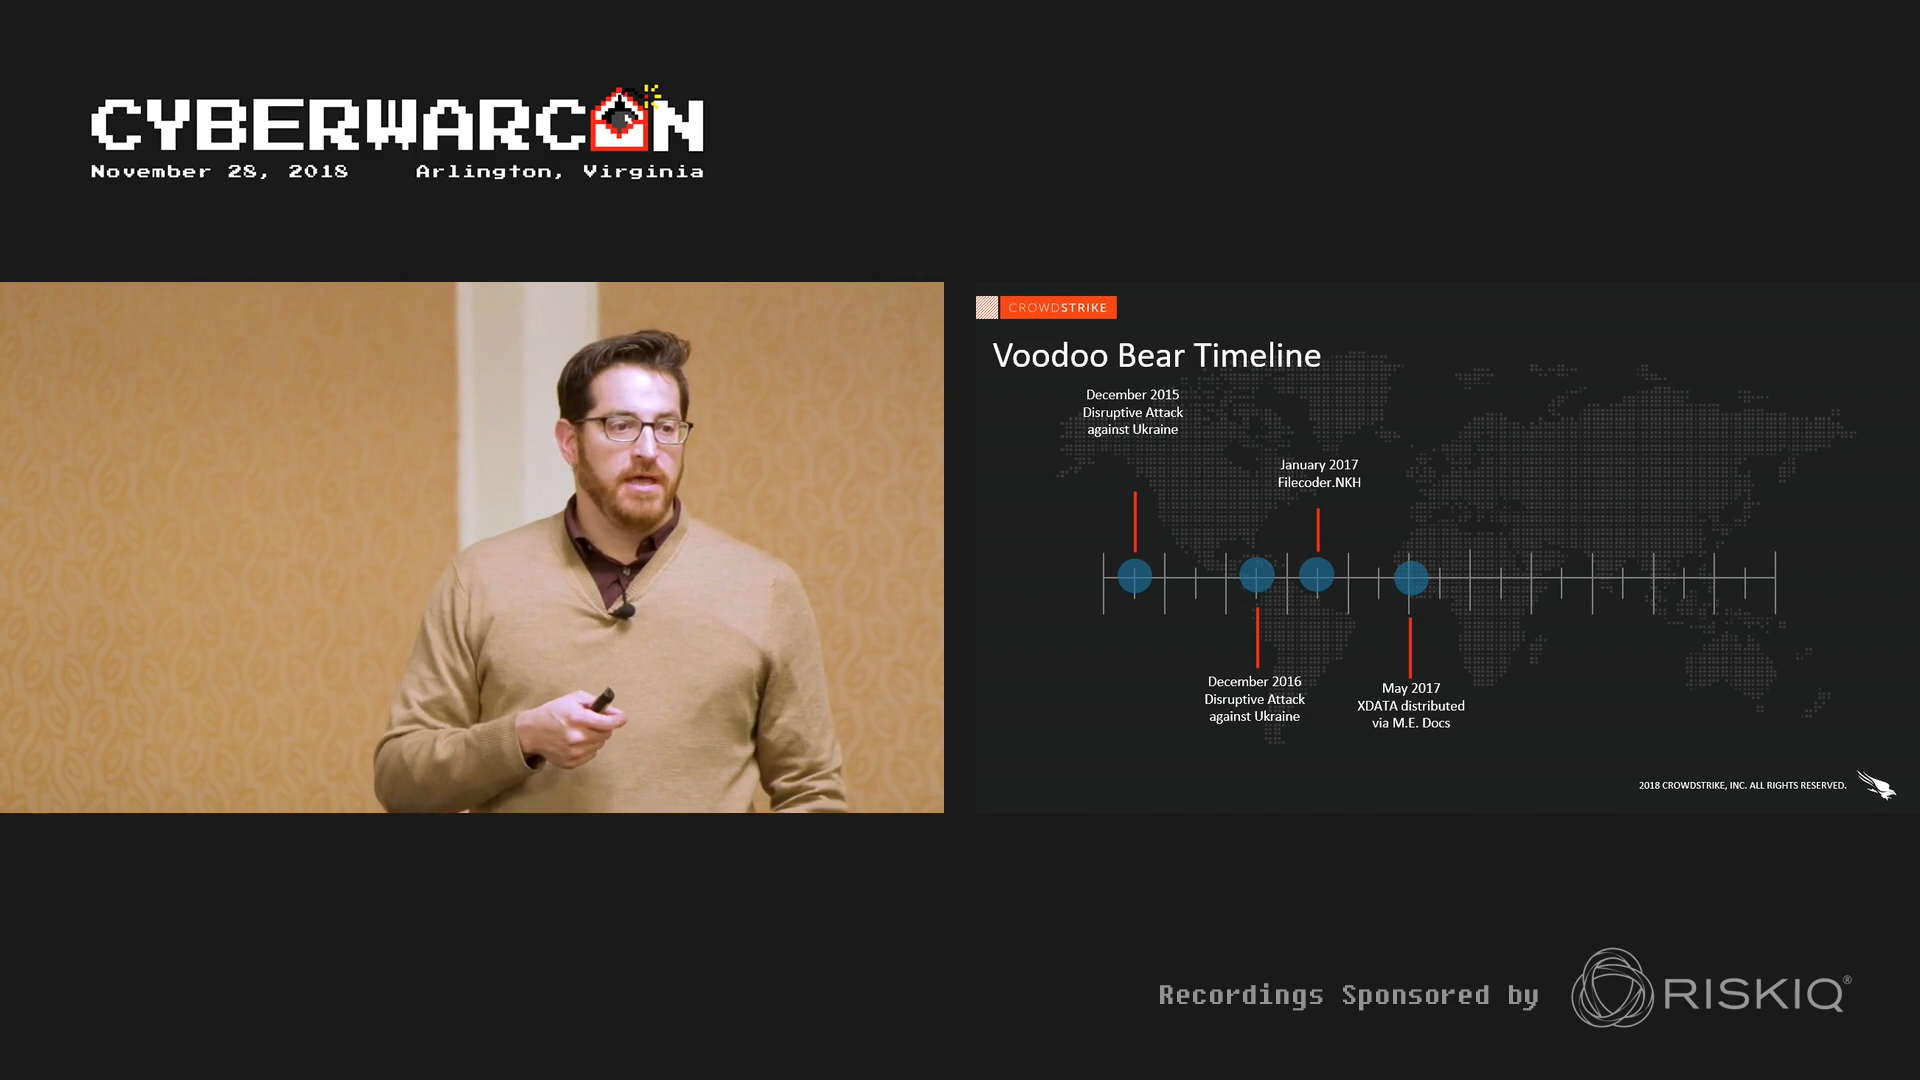 CYBERWARCON
November 28, 2018 Arlington, Virginia
CROWDSTRIKE
Voodoo Bear Timeline
December 2015
Disruptive Attack
against Ukraine
January 2017
Filecoder.NKH
December 2016
Disruptive Attack
against Ukraine
May 2017
XDATA distributed
via M.E. Docs
2018 CROWDSTRIKE, INC. ALL RIGHTS RESERVED.
Recordings Sponsored by RISKIQ®